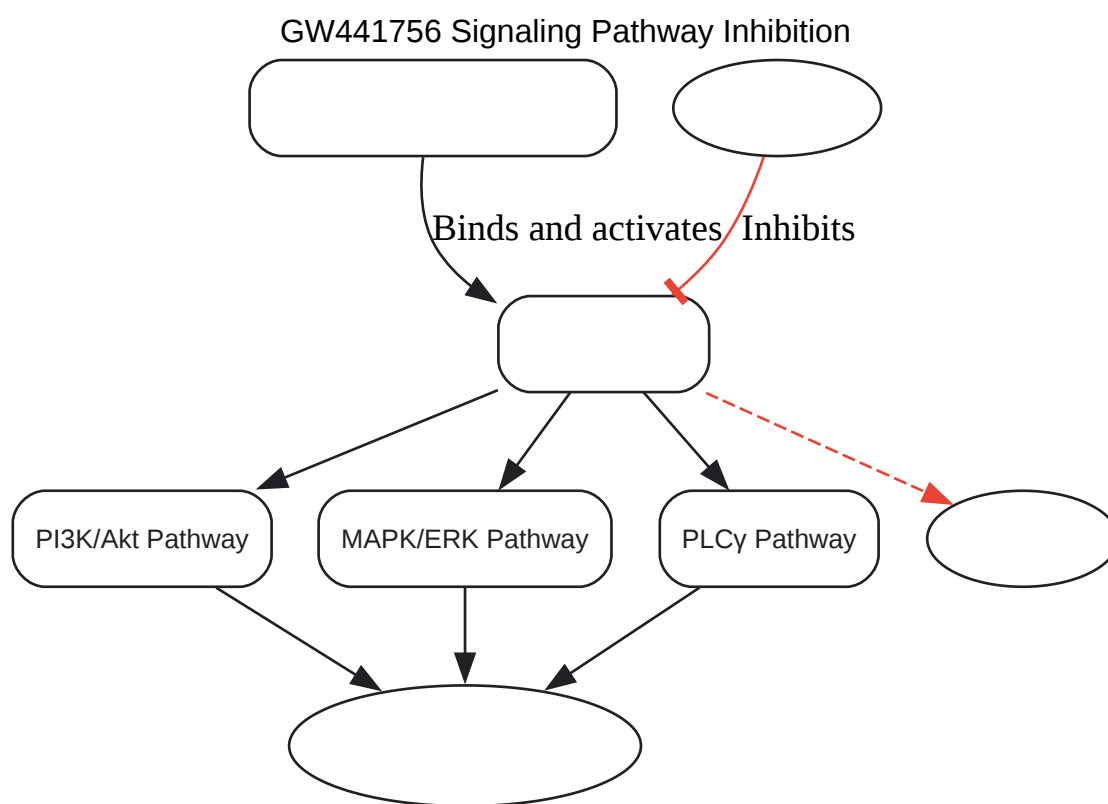 GW441756 Signaling Pathway Inhibition
Binds and activates
Inhibits
PI3K/Akt Pathway
MAPK/ERK Pathway
PLCγ Pathway